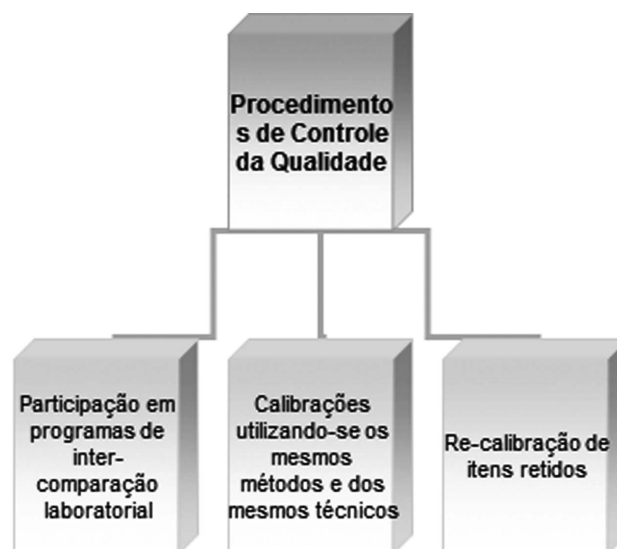 Procedimento
s de Controle
da Qualidade
Participação em
programas de
inter-
comparação
laboratorial
Calibrações
utilizando-se os
mesmos
métodos e dos
mesmos técnicos
Re-calibração de
itens retidos